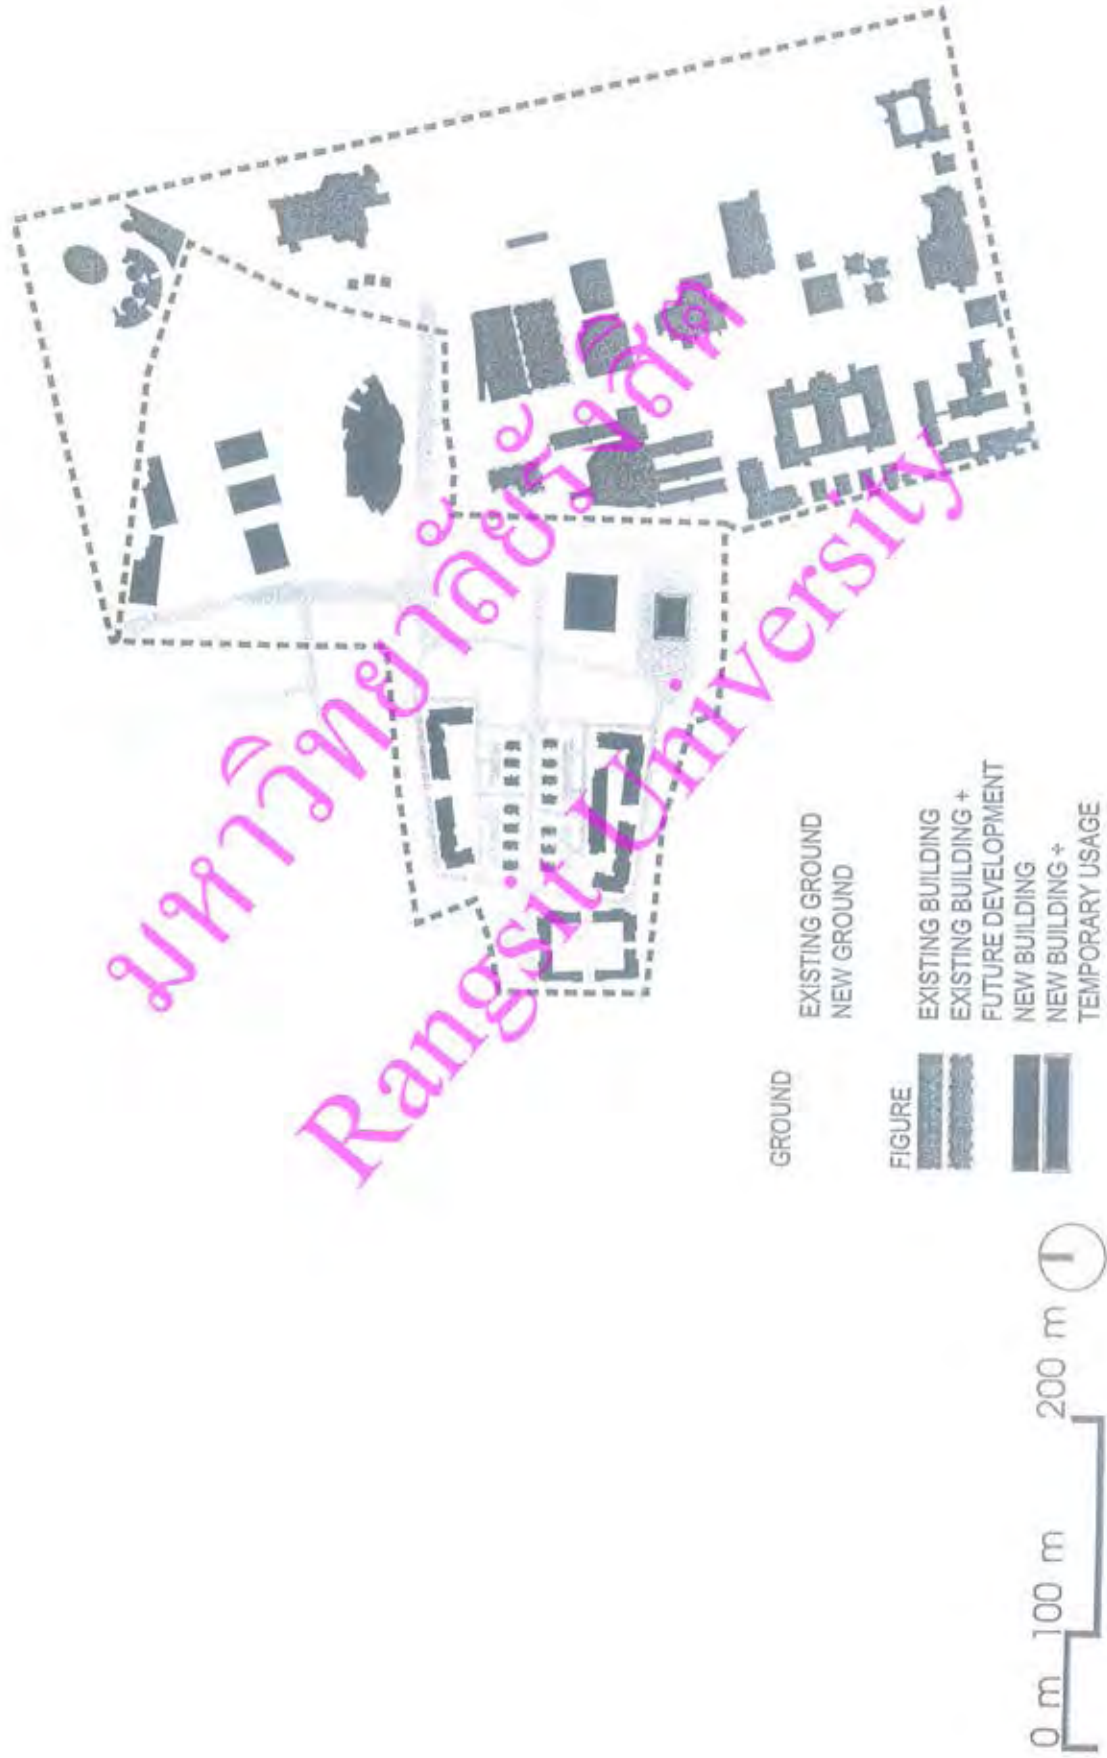 มหาวิทยาลัยรังสิต
Rangsit University
GROUND
EXISTING GROUND
NEW GROUND
FIGURE
EXISTING BUILDING
EXISTING BUILDING +
FUTURE DEVELOPMENT
NEW BUILDING
NEW BUILDING +
TEMPORARY USAGE
0 m 100 m 200 m